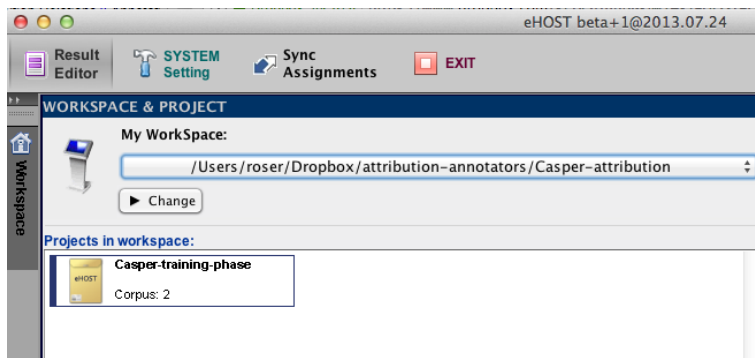 eHOST beta+1@2013.07.24
Result Editor
SYSTEM Setting
Sync Assignments
EXIT
WORKSPACE & PROJECT
Workspace
My WorkSpace:
/Users/roser/Dropbox/attribution-annotators/Casper-attribution
Change
Projects in workspace:
eHOST
Casper-training-phase
Corpus: 2